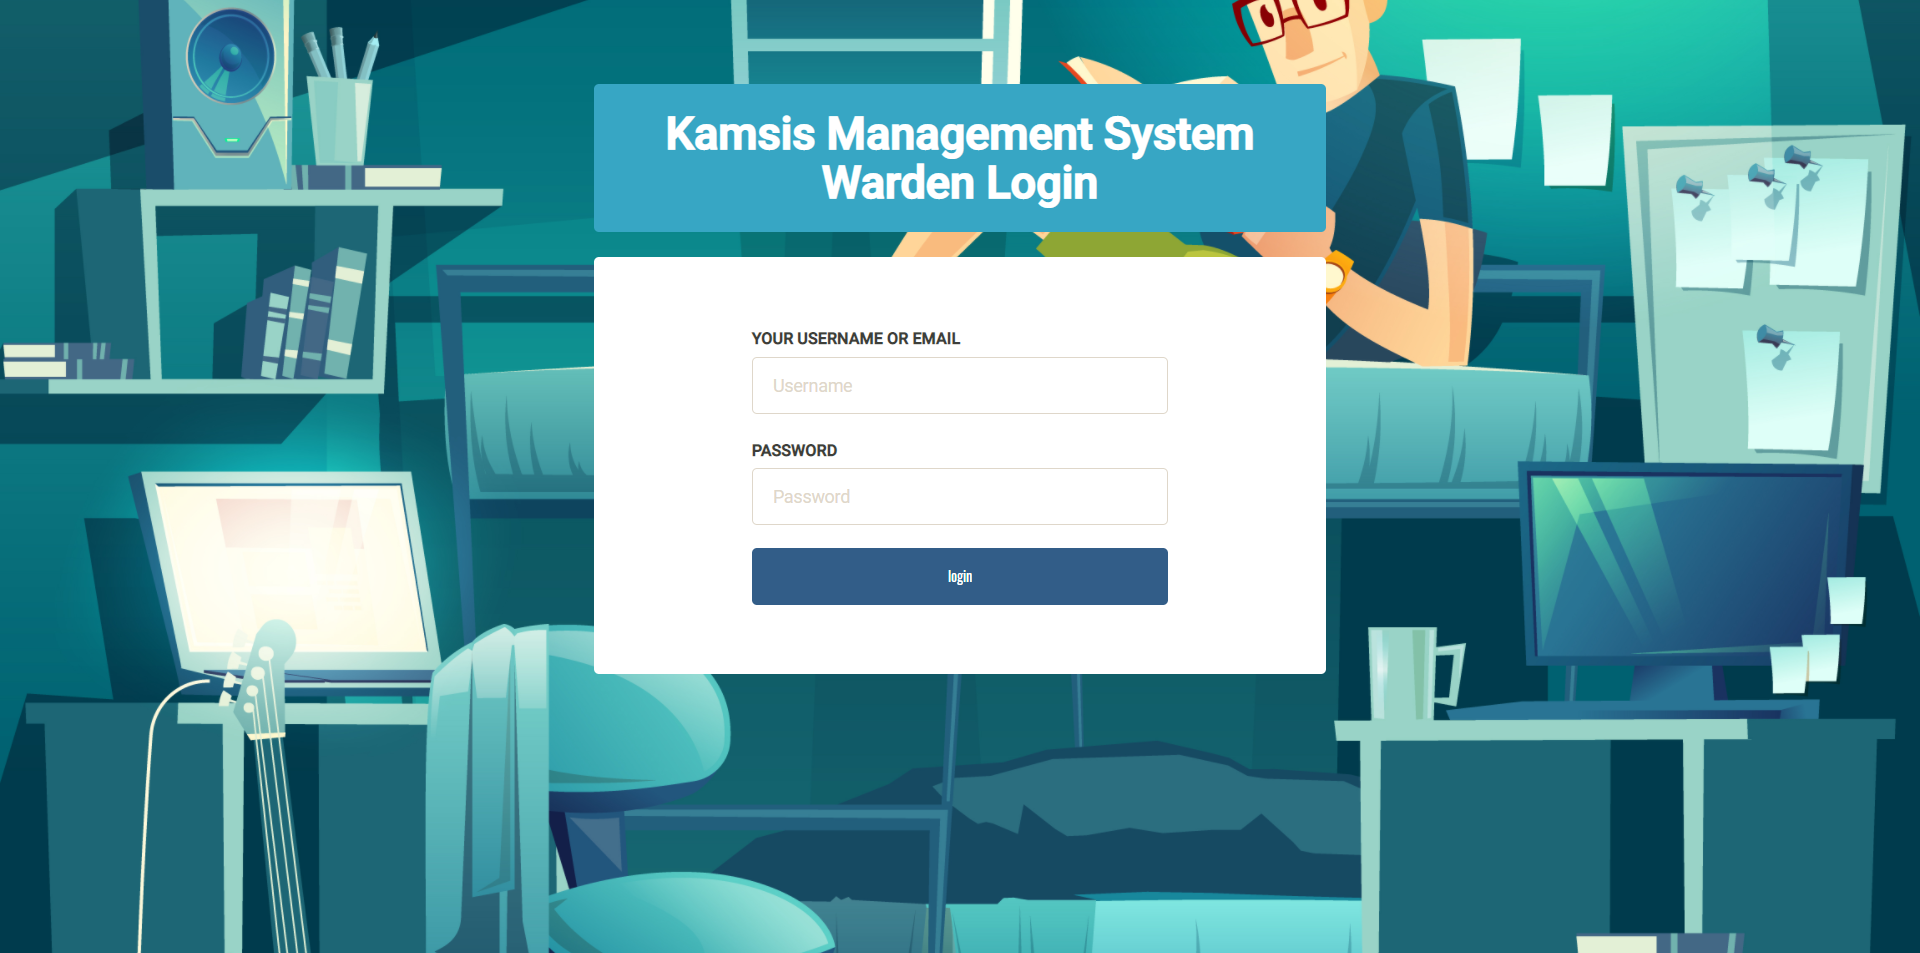 Kamsis Management System
Warden Login
YOUR USERNAME OR EMAIL
Username
PASSWORD
Password
login